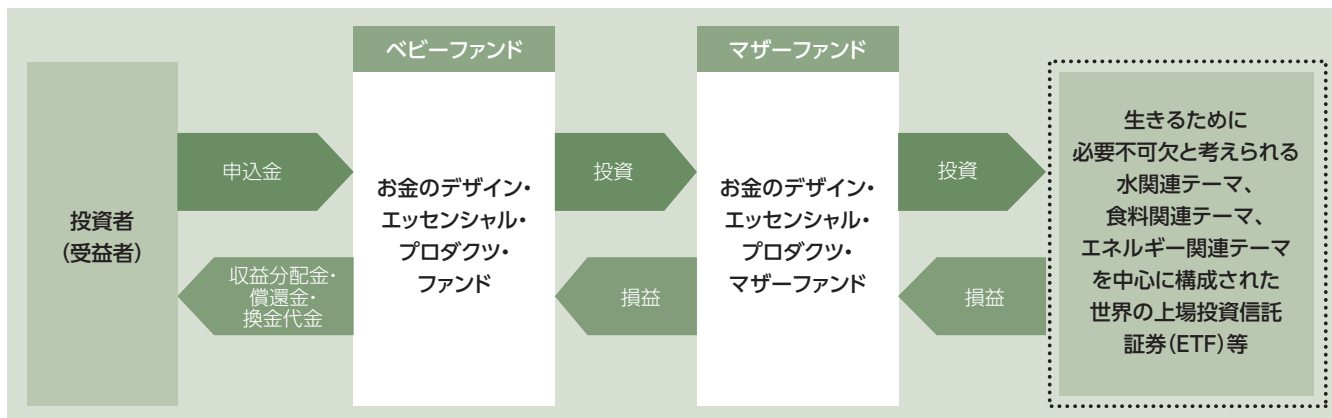 ベビーファンド
マザーファンド
投資者
(受益者)
申込金
収益分配金・
償還金・
換金代金
お金のデザイン・
エッセンシャル・
プロダクツ・
ファンド
投資
損益
お金のデザイン・
エッセンシャル・
プロダクツ・
マザーファンド
投資
損益
生きるために
必要不可欠と考えられる
水関連テーマ、
食料関連テーマ、
エネルギー関連テーマ
を中心に構成された
世界の上場投資信託
証券(ETF)等